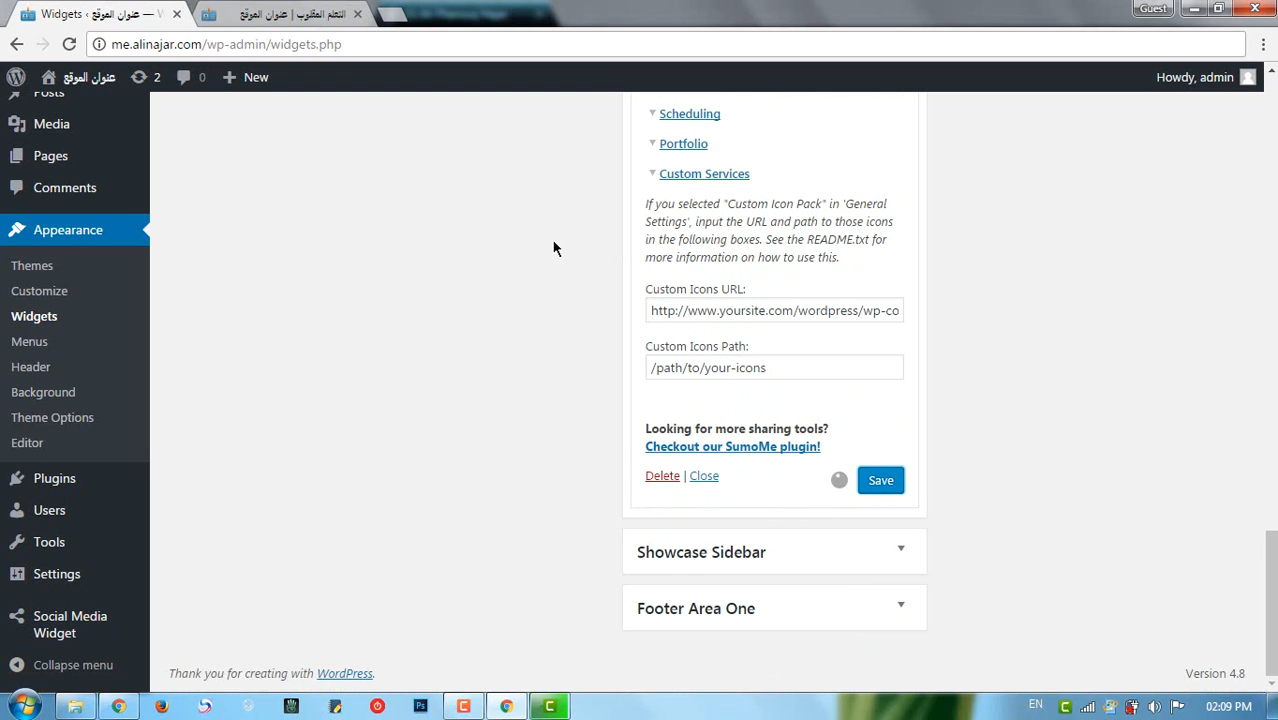 Widgets ‹ عنوان الموقع — W
التعلم المقلوب | عنوان الموقع
Guest
me.alinajar.com/wp-admin/widgets.php
عنوان الموقع
2
0
New
Howdy, admin
Posts
Media
Pages
Comments
Appearance
Themes
Customize
Widgets
Menus
Header
Background
Theme Options
Editor
Plugins
Users
Tools
Settings
Social Media
Widget
Collapse menu
Scheduling
Portfolio
Custom Services
If you selected "Custom Icon Pack" in 'General
Settings', input the URL and path to those icons
in the following boxes. See the README.txt for
more information on how to use this.
Custom Icons URL:
http://www.yoursite.com/wordpress/wp-co
Custom Icons Path:
/path/to/your-icons
Looking for more sharing tools?
Checkout our SumoMe plugin!
Delete | Close
Save
Showcase Sidebar
Footer Area One
Thank you for creating with WordPress.
Version 4.8
Ps
C
C
EN
C
02:09 PM